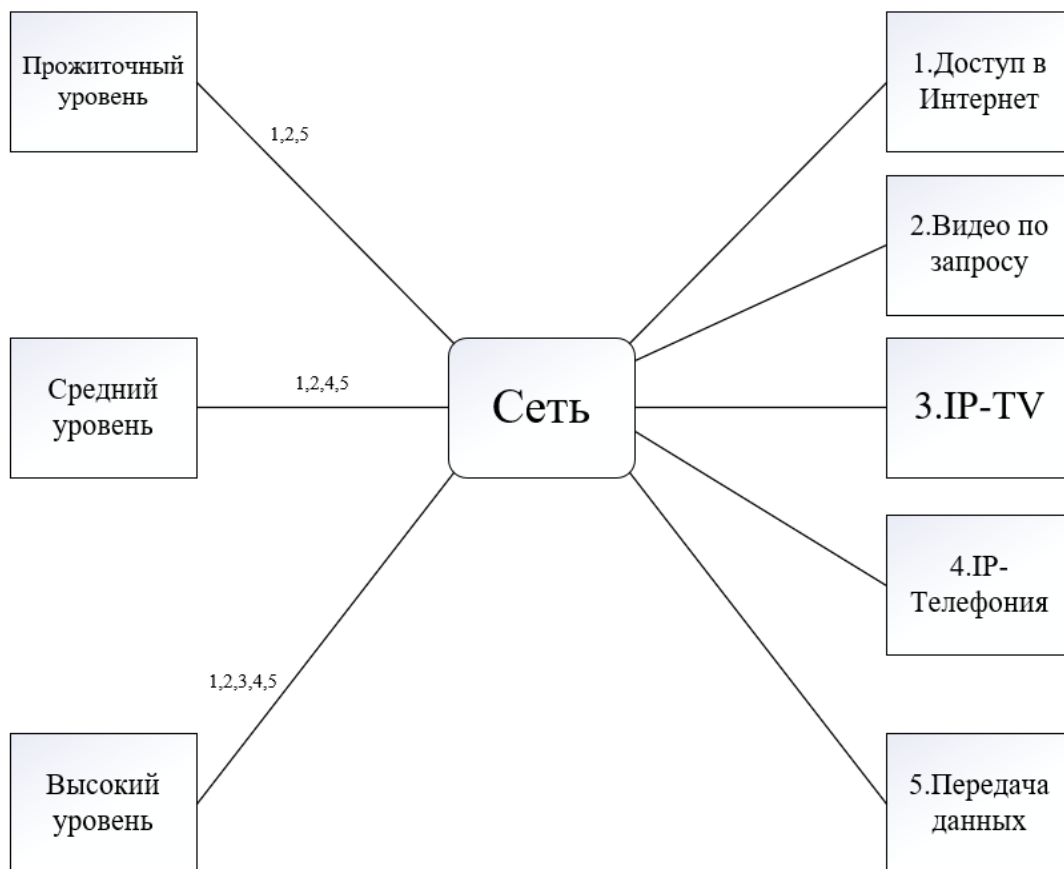 Прожиточный
уровень
1,2,5
Средний
уровень
1,2,4,5
Высокий
уровень
1,2,3,4,5
Сеть
1.Доступ в
Интернет
2.Видео по
запросу
3.IP-TV
4.IP-
Телефония
5.Передача
данных